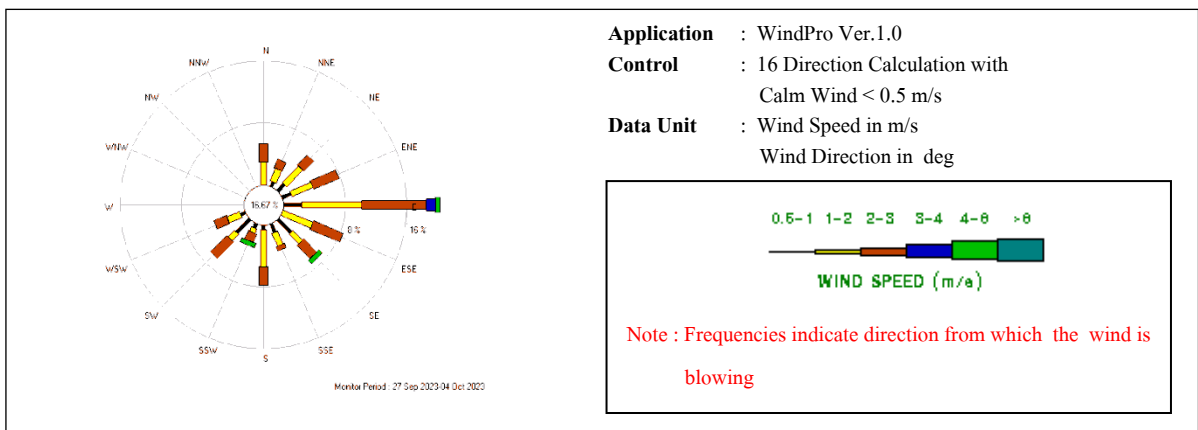 N
NNW
NNE
NW
NE
WNW
ENE
W
16.67 %
E
8 %
16 %
WSW
ESE
SW
SE
SSW
SSE
S
Monitor Period : 27 Sep 2023-04 Oct 2023
Application : WindPro Ver.1.0
Control : 16 Direction Calculation with
Calm Wind < 0.5 m/s
Data Unit : Wind Speed in m/s
Wind Direction in deg
0.5-1 1-2 2-3 3-4 4-6 >6
WIND SPEED (m/s)
Note : Frequencies indicate direction from which the wind is
blowing